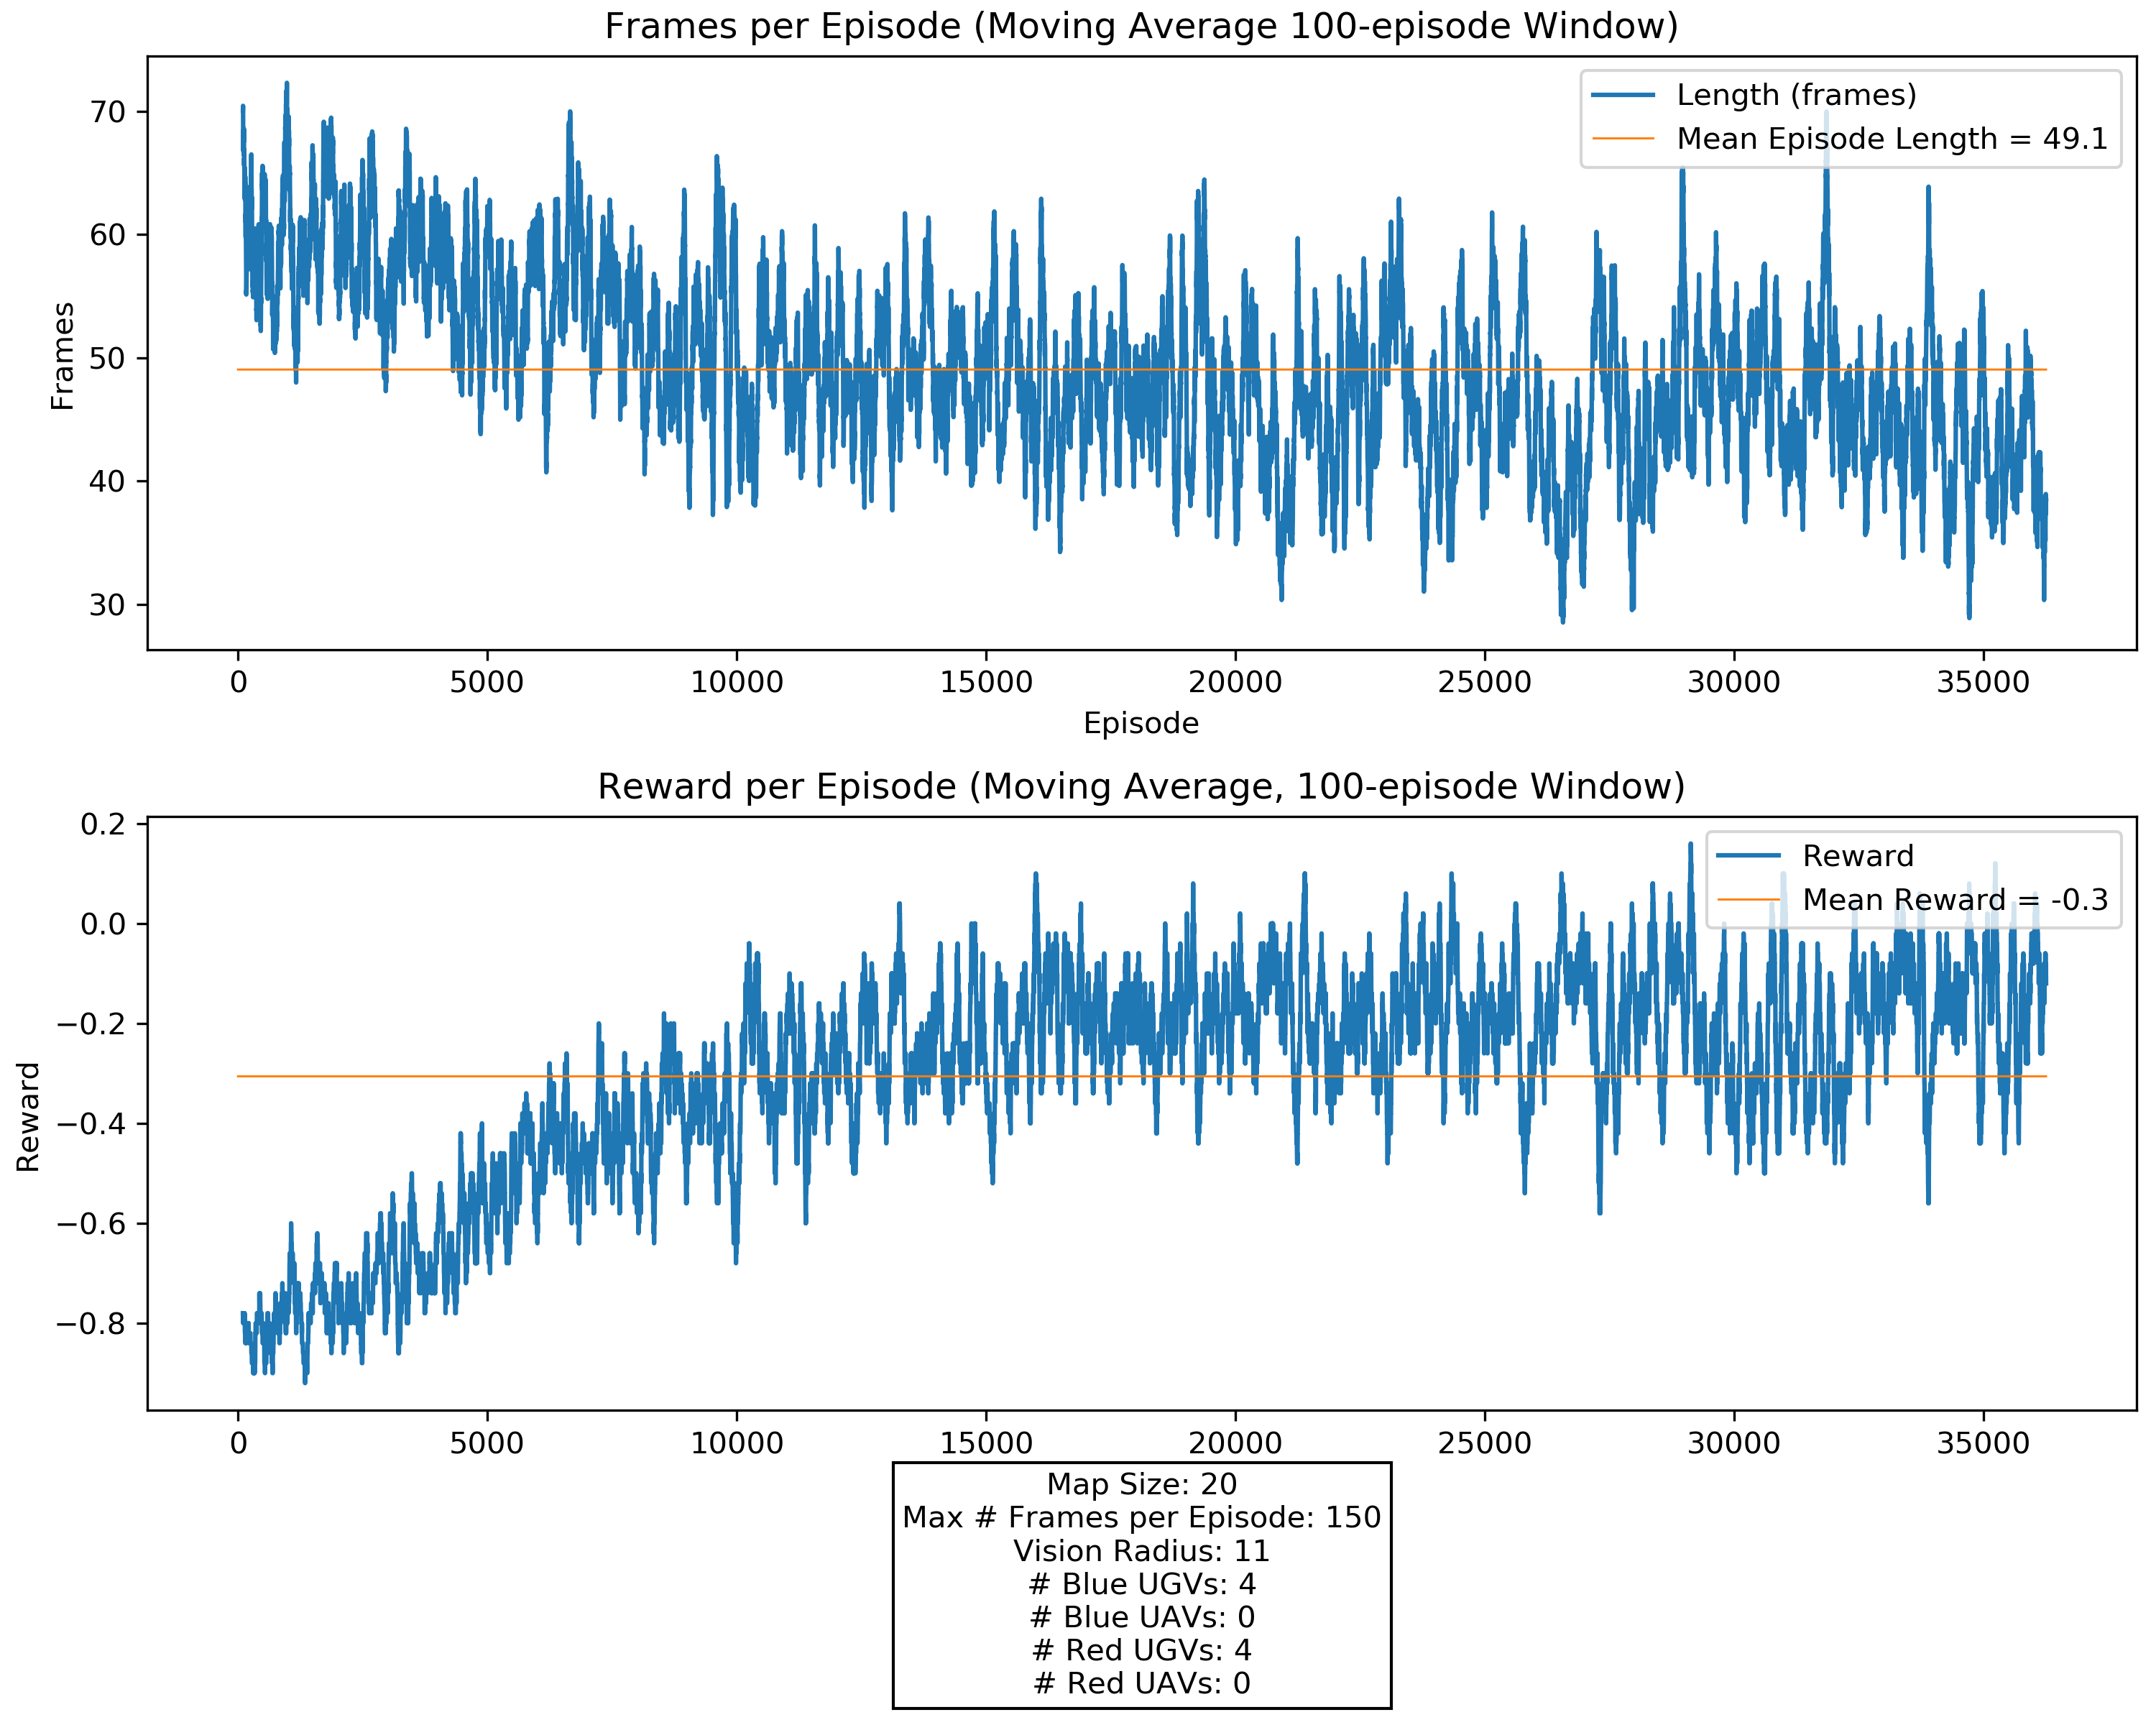 Frames per Episode (Moving Average 100-episode Window)
70
60
50
40
30
Frames
Length (frames)
Mean Episode Length = 49.1
0 5000 10000 15000 20000 25000 30000 35000
Episode
Reward per Episode (Moving Average, 100-episode Window)
0.2
0.0
−0.2
−0.4
−0.6
−0.8
Reward
Reward
Mean Reward = -0.3
0 5000 10000 15000 20000 25000 30000 35000
Map Size: 20
Max # Frames per Episode: 150
Vision Radius: 11
# Blue UGVs: 4
# Blue UAVs: 0
# Red UGVs: 4
# Red UAVs: 0